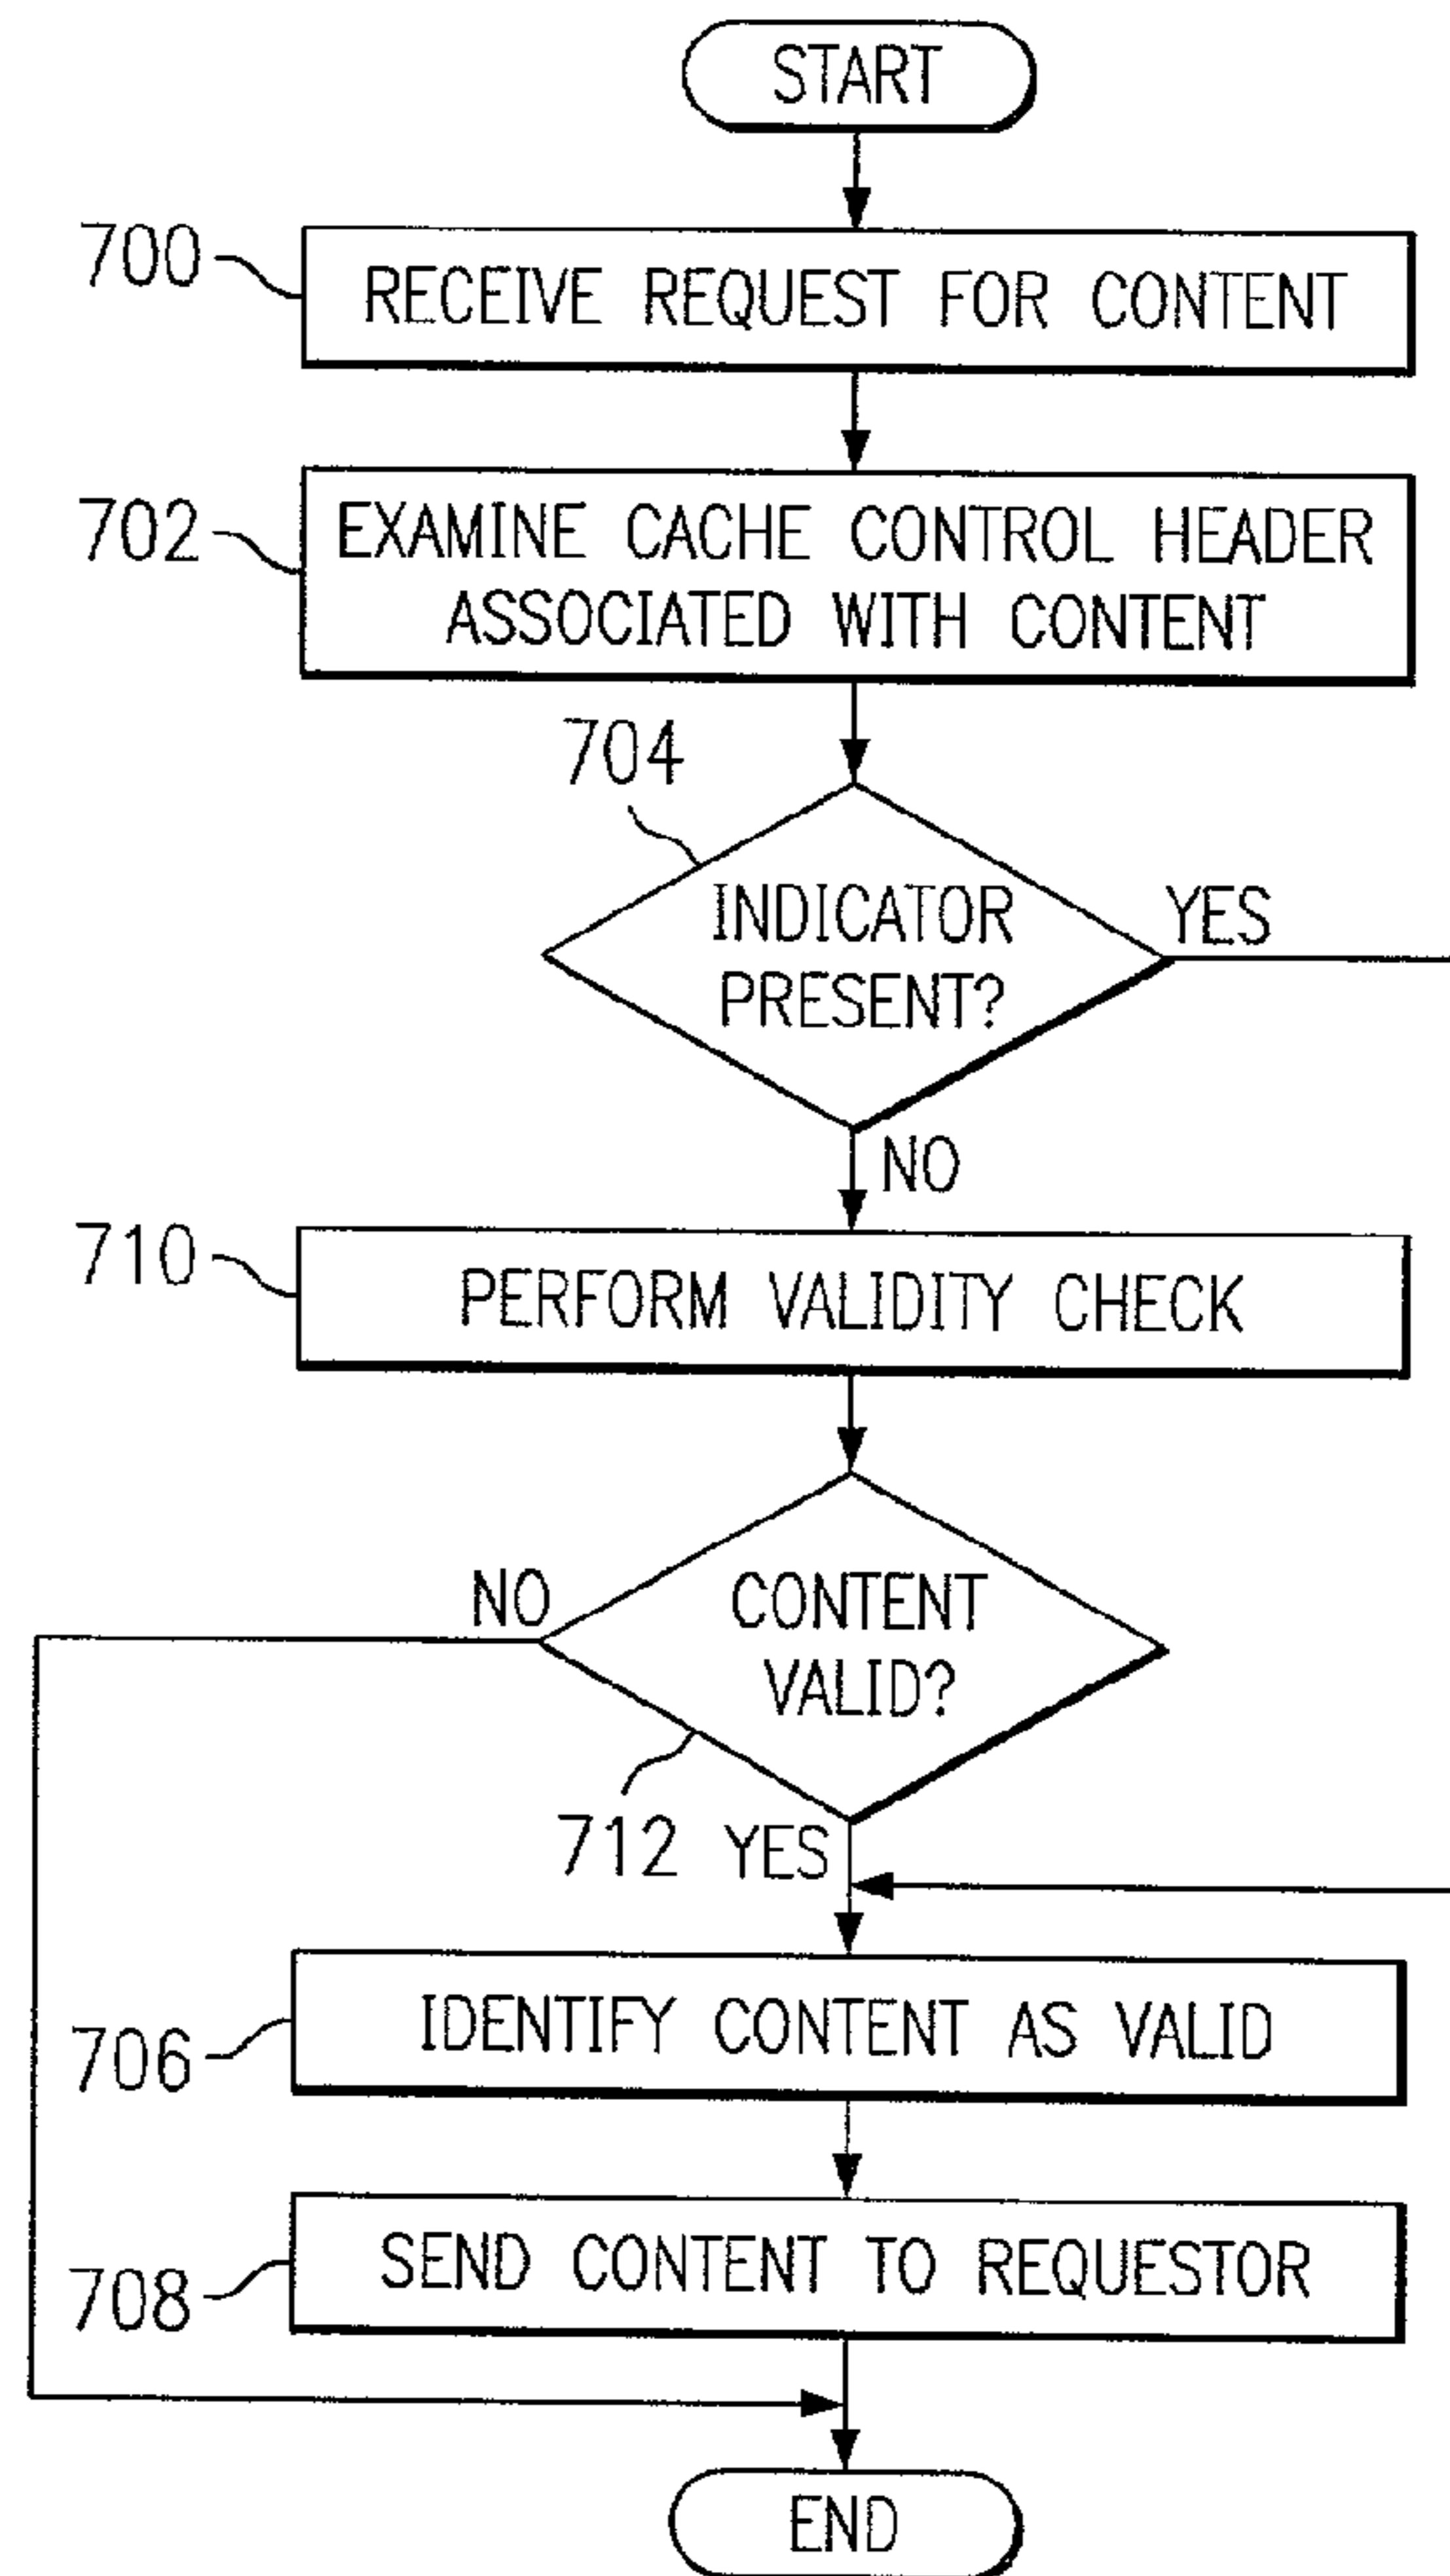 START
700
RECEIVE REQUEST FOR CONTENT
702
EXAMINE CACHE CONTROL HEADER
ASSOCIATED WITH CONTENT
704
INDICATOR
PRESENT?
YES
NO
710
PERFORM VALIDITY CHECK
NO
CONTENT
VALID?
712
YES
706
IDENTIFY CONTENT AS VALID
708
SEND CONTENT TO REQUESTOR
END